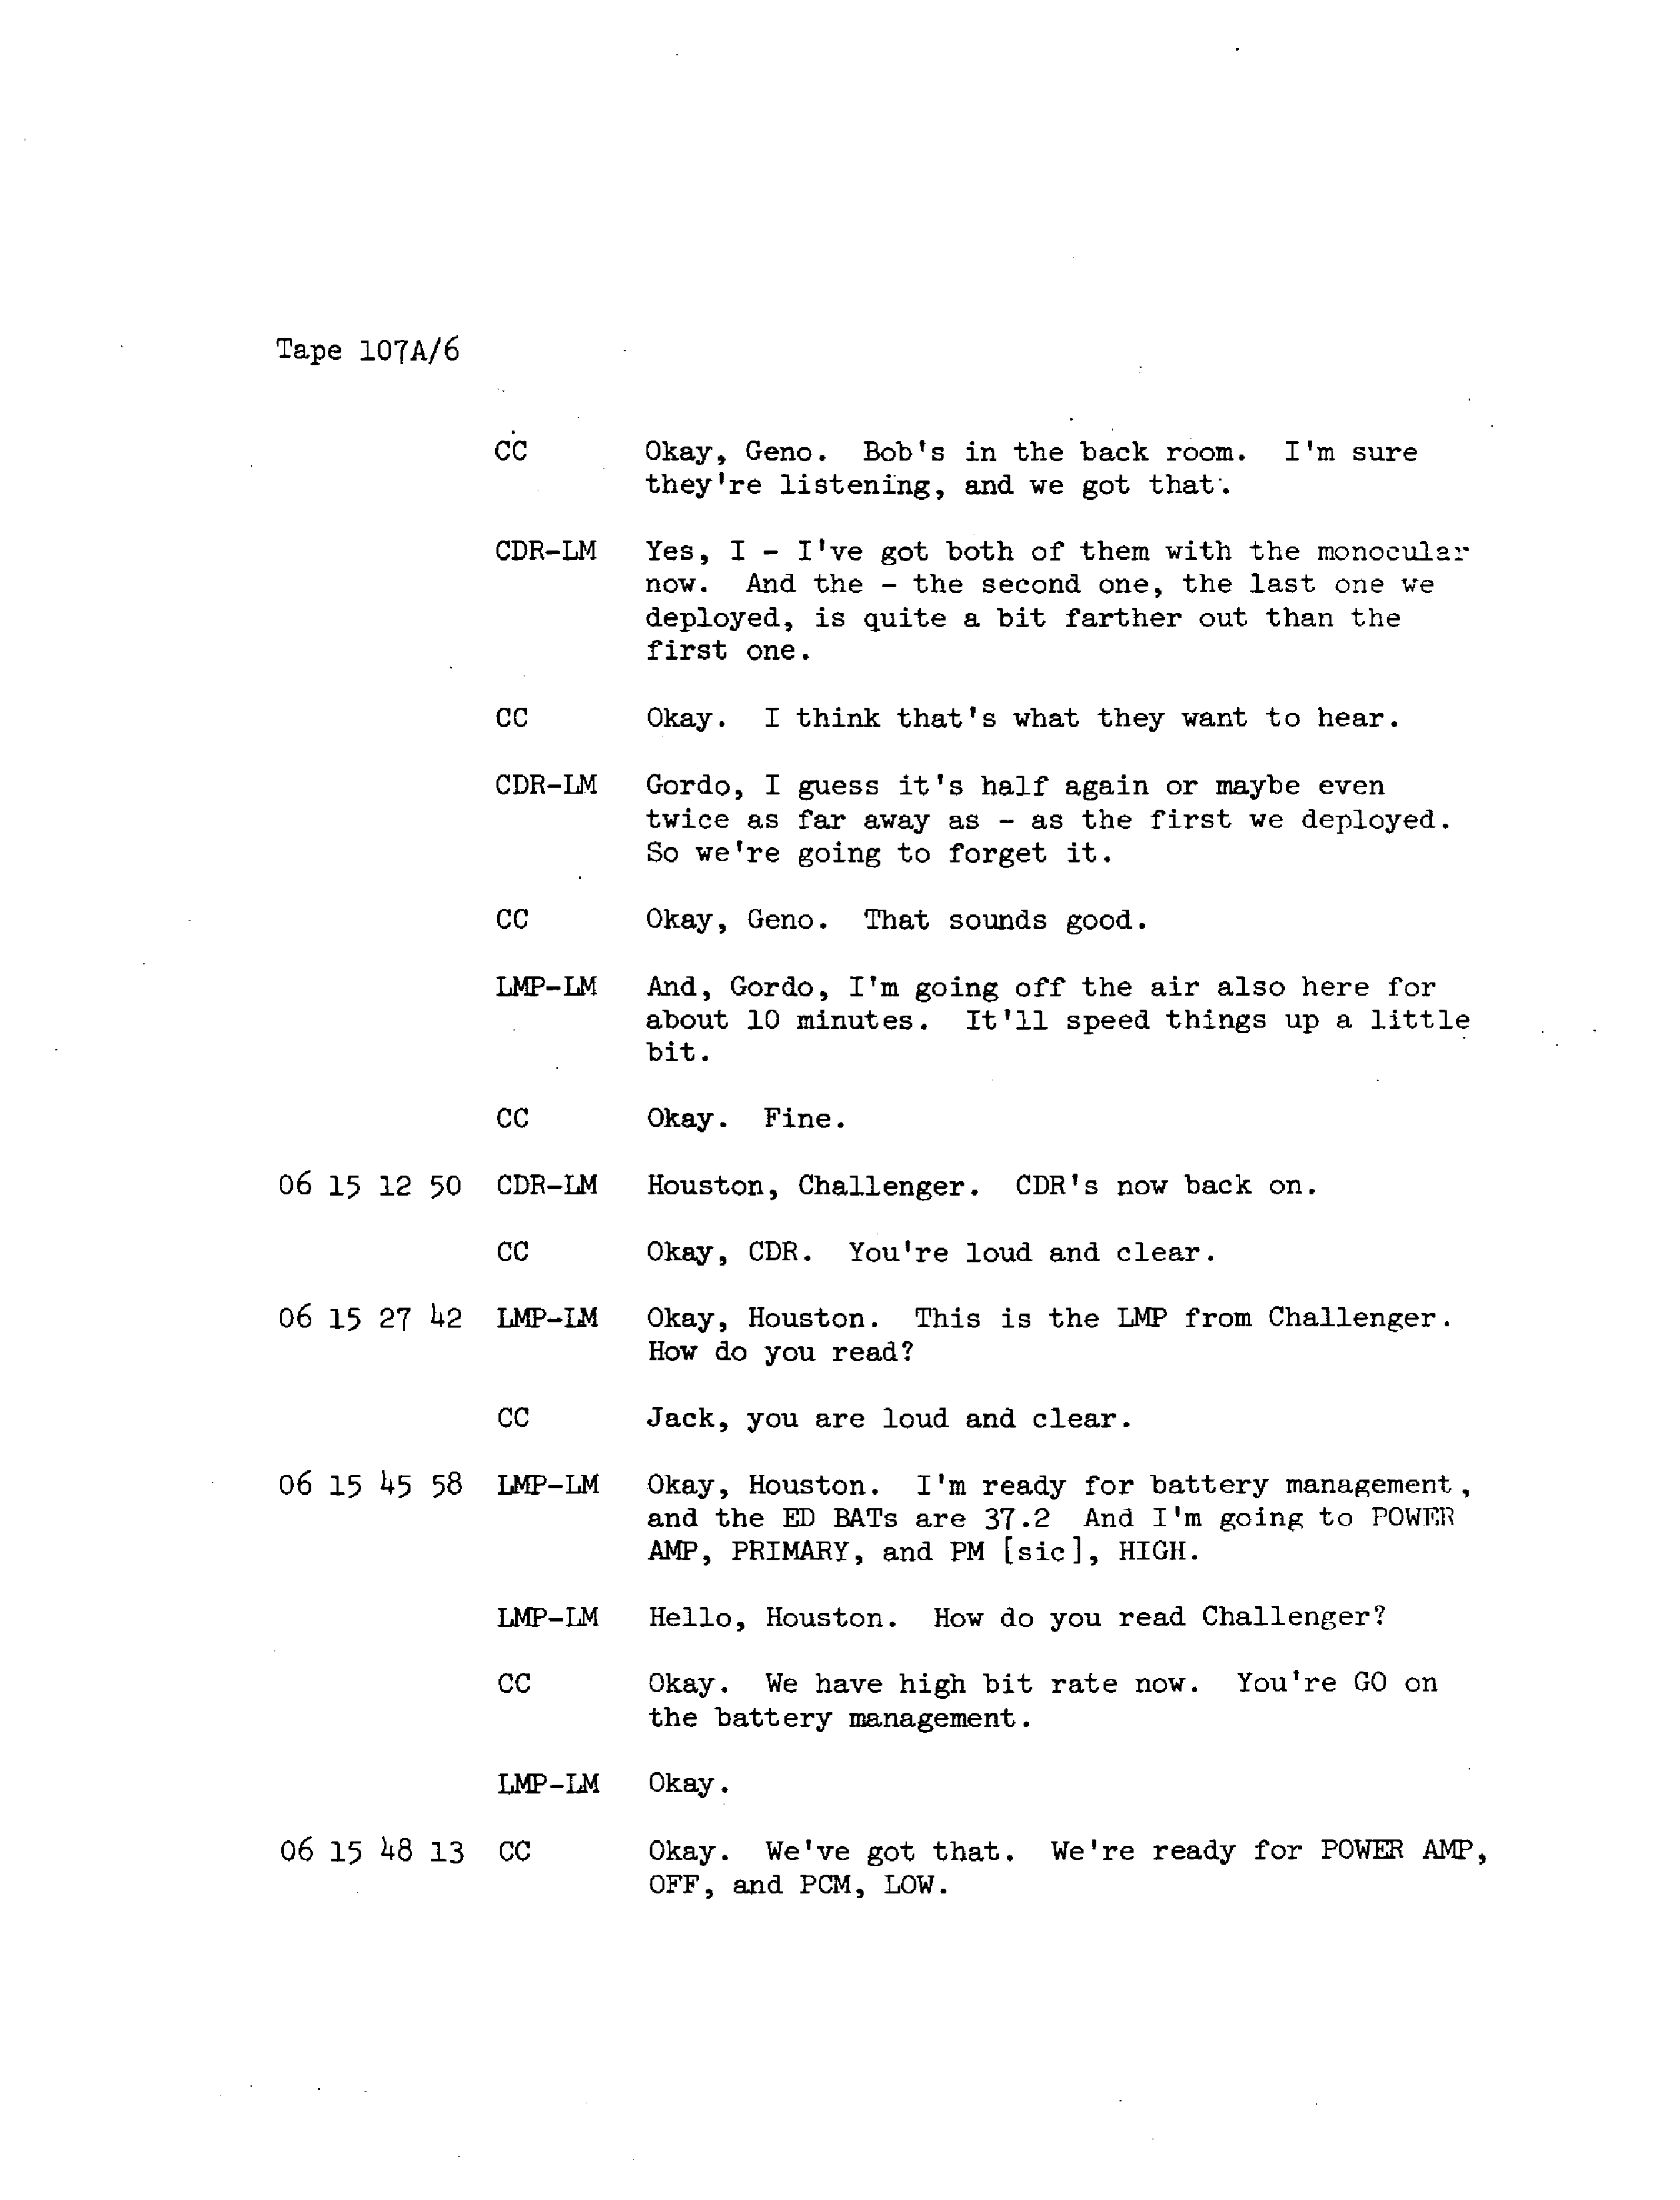 Tape 107A/6
CC Okay, Geno. Bob's in the back room. I'm sure
they're listening, and we got that.
CDR-LM Yes, I - I've got both of them with the monocular
now. And the - the second one, the last one we
deployed, is quite a bit farther out than the
first one.
CC Okay. I think that's what they want to hear.
CDR-LM Gordo, I guess it's half again or maybe even
twice as far away as - as the first we deployed.
So we're going to forget it.
CC Okay, Geno. That sounds good.
LMP-LM And, Gordo, I'm going off the air also here for
about 10 minutes. It'll speed things up a little
bit.
CC Okay. Fine.
06 15 12 50 CDR-LM Houston, Challenger. CDR's now back on.
CC Okay, CDR. You're loud and clear.
06 15 27 42 LMP-LM Okay, Houston. This is the LMP from Challenger.
How do you read?
CC Jack, you are loud and clear.
06 15 45 58 LMP-LM Okay, Houston. I'm ready for battery management,
and the ED BATs are 37.2 And I'm going to POWER
AMP, PRIMARY, and PM [sic], HIGH.
LMP-LM Hello, Houston. How do you read Challenger?
CC Okay. We have high bit rate now. You're GO on
the battery management.
LMP-LM Okay.
06 15 48 13 CC Okay. We've got that. We're ready for POWER AMP,
OFF, and PCM, LOW.